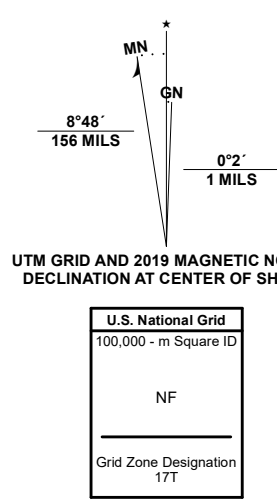 ★
MN
GN
8°48´
156 MILS
0°2´
1 MILS
UTM GRID AND 2019 MAGNETIC NO
DECLINATION AT CENTER OF SH
U.S. National Grid
100,000 - m Square ID
NF
Grid Zone Designation
17T